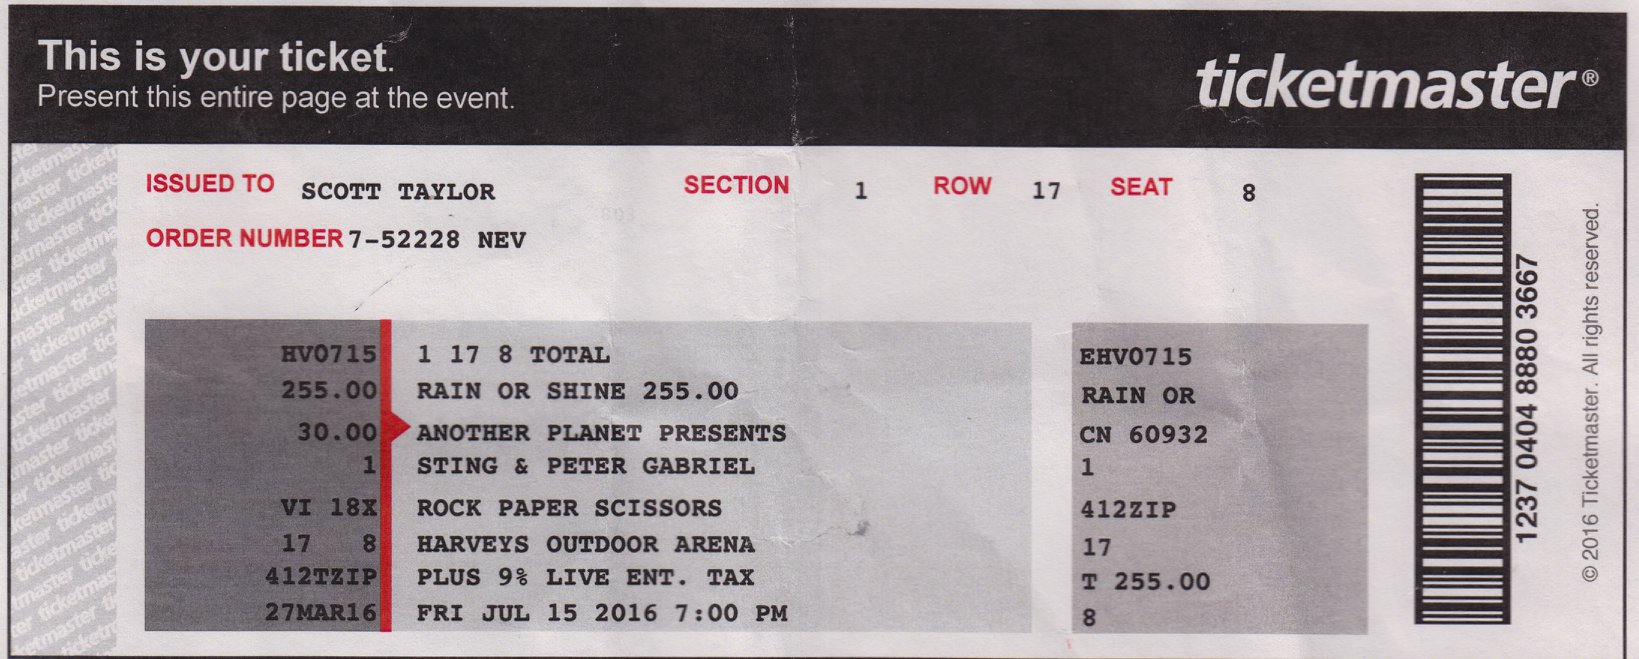 This is your ticket.
Present this entire page at the event.
ticketmaster®
ISSUED TO SCOTT TAYLOR SECTION 1 ROW 17 SEAT 8
ORDER NUMBER 7-52228 NEV
HV0715 1 17 8 TOTAL EHV0715
255.00 RAIN OR SHINE 255.00 RAIN OR
30.00 ANOTHER PLANET PRESENTS CN 60932
1 STING & PETER GABRIEL 1
VI 18X ROCK PAPER SCISSORS 412ZIP
17 8 HARVEYS OUTDOOR ARENA 17
412TZIP PLUS 9% LIVE ENT. TAX T 255.00
27MAR16 FRI JUL 15 2016 7:00 PM 8
1237 0404 8880 3667
© 2016 Ticketmaster. All rights reserved.